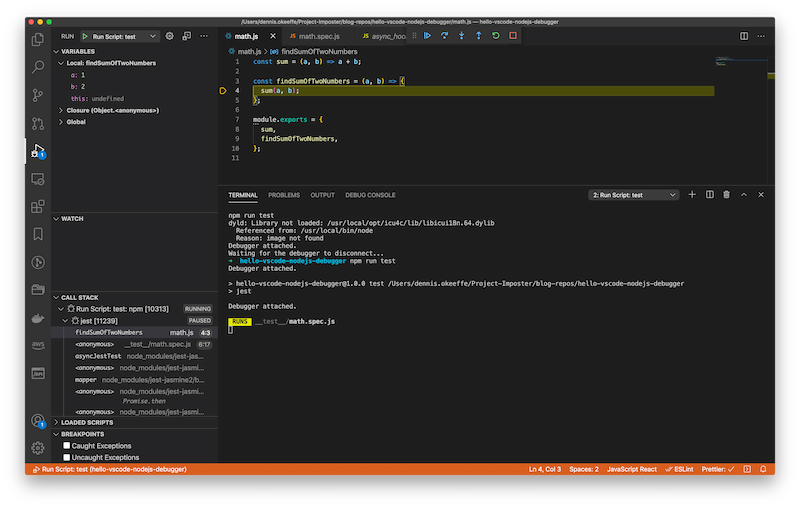 /Users/dennis.okeeffe/Project-Imposter/blog-repos/hello-vscode-nodejs-debugger/math.js — hello-vscode-nodejs-debugger
RUN Run Script: test
VARIABLES
Local: findSumOfTwoNumbers
a: 1
b: 2
this: undefined
Closure (Object.<anonymous>)
Global
WATCH
CALL STACK
Run Script: test: npm [10313] RUNNING
jest [11239] PAUSED
findSumOfTwoNumbers math.js 4:3
<anonymous> __test__/math.spec.js 6:17
asyncJestTest node_modules/jest-jas...
<anonymous> node_modules/jest-jasmi...
mapper node_modules/jest-jasmine2/b...
<anonymous> node_modules/jest-jasmi...
Promise.then
<anonymous> node_modules/jest-jasmi...
LOADED SCRIPTS
BREAKPOINTS
Caught Exceptions
Uncaught Exceptions
math.js math.spec.js async_hoo
math.js > findSumOfTwoNumbers
1 const sum = (a, b) => a + b;
2
3 const findSumOfTwoNumbers = (a, b) => {
4 sum(a, b);
5 };
6
7 module.exports = {
8 sum,
9 findSumOfTwoNumbers,
10 };
11
TERMINAL PROBLEMS OUTPUT DEBUG CONSOLE 2: Run Script: test
npm run test
dyld: Library not loaded: /usr/local/opt/icu4c/lib/libicui18n.64.dylib
Referenced from: /usr/local/bin/node
Reason: image not found
Debugger attached.
Waiting for the debugger to disconnect...
→ hello-vscode-nodejs-debugger npm run test
Debugger attached.
> hello-vscode-nodejs-debugger@1.0.0 test /Users/dennis.okeeffe/Project-Imposter/blog-repos/hello-vscode-nodejs-debugger
> jest
Debugger attached.
RUNS __test__/math.spec.js
Run Script: test (hello-vscode-nodejs-debugger) Ln 4, Col 3 Spaces: 2 JavaScript React ESLint Prettier: ✓